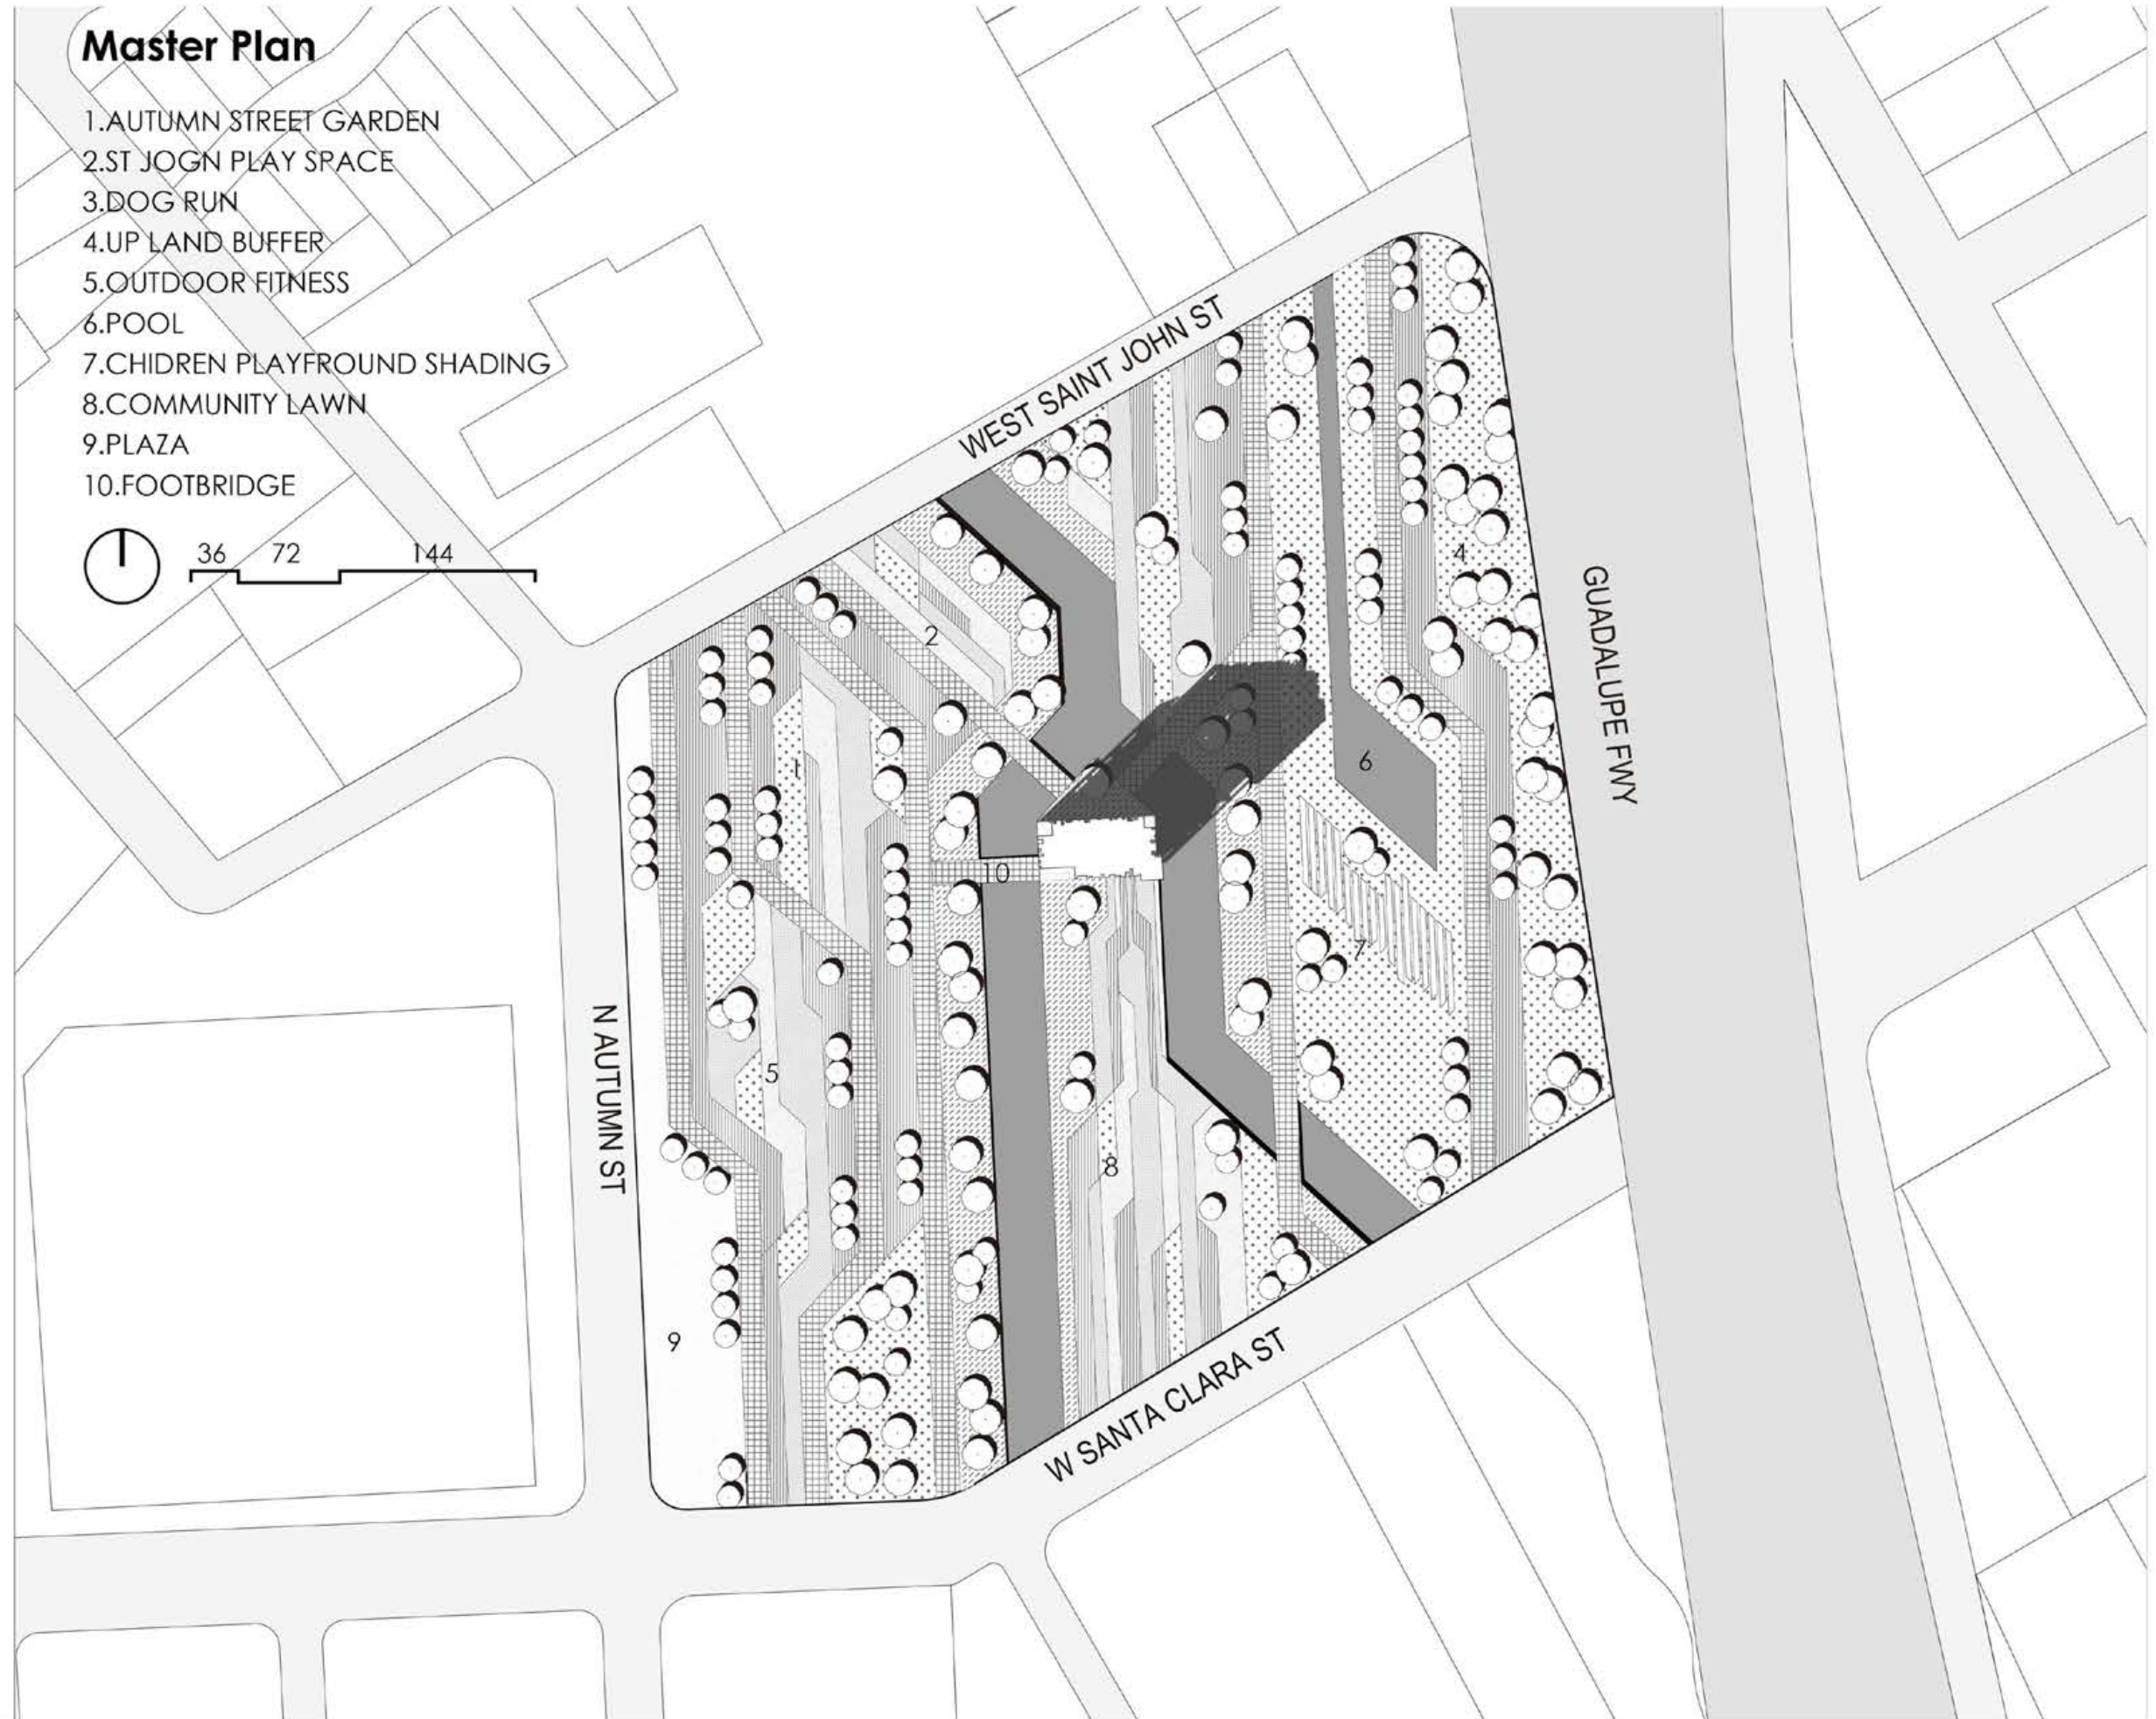 Master Plan
1.AUTUMN STREET GARDEN
2.ST JOGN PLAY SPACE
3.DOG RUN
4.UP LAND BUFFER
5.OUTDOOR FITNESS
6.POOL
7.CHIDREN PLAYFROUND SHADING
8.COMMUNITY LAWN
9.PLAZA
10.FOOTBRIDGE
36 72 144
WEST SAINT JOHN ST
4
GUADALUPE FWY
2
1
6
10
7
N AUTUMN ST
5
8
9
W SANTA CLARA ST